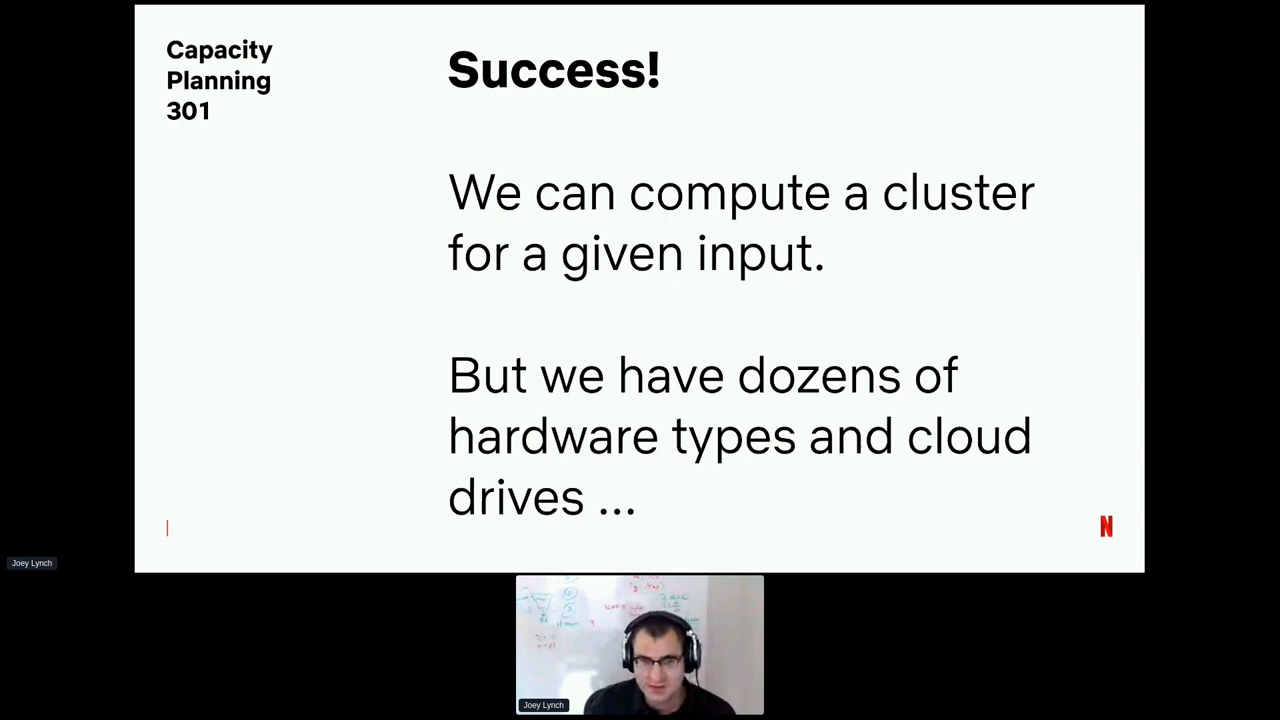 Capacity
Planning
301
Success!
We can compute a cluster
for a given input.
But we have dozens of
hardware types and cloud
drives ...
N
Joey Lynch
Joey Lynch